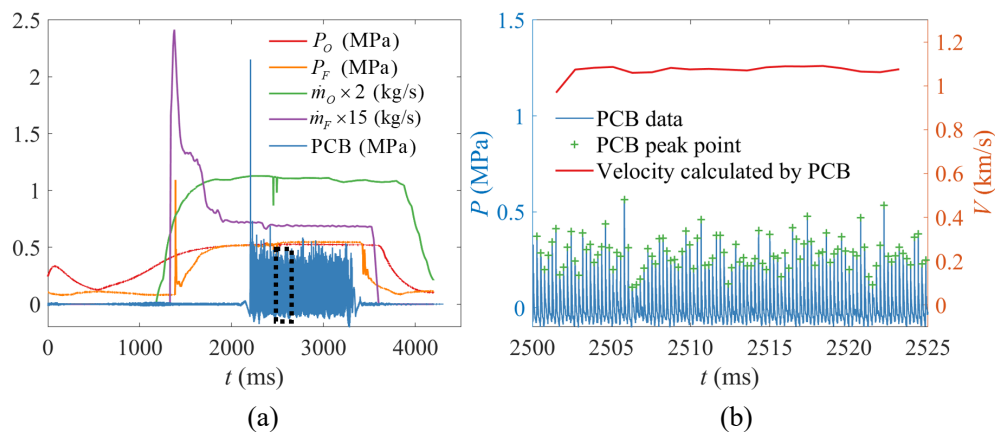 2.5
2
1.5
1
0.5
0
P_O (MPa)
P_F (MPa)
ṁ_O × 2 (kg/s)
ṁ_F × 15 (kg/s)
PCB (MPa)
0 1000 2000 3000 4000
t (ms)
(a)
1.5
1
0.5
0
P (MPa)
PCB data
PCB peak point
Velocity calculated by PCB
1.2
1
0.8
0.6
0.4
0.2
0
V (km/s)
2500 2505 2510 2515 2520 2525
t (ms)
(b)